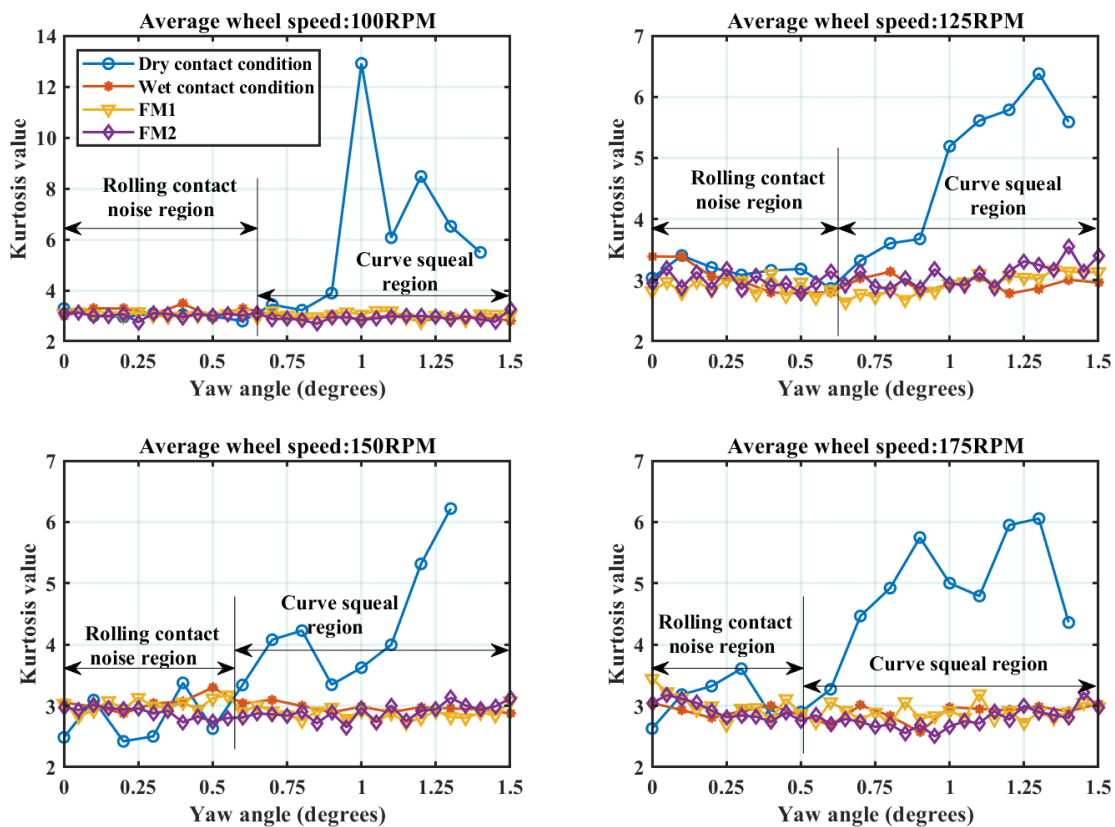 Average wheel speed:100RPM
14
12
10
8
6
4
2
Kurtosis value
Dry contact condition
Wet contact condition
FM1
FM2
Rolling contact
noise region
Curve squeal
region
0 0.25 0.5 0.75 1 1.25 1.5
Yaw angle (degrees)
Average wheel speed:125RPM
7
6
5
4
3
2
Kurtosis value
Rolling contact
noise region
Curve squeal
region
0 0.25 0.5 0.75 1 1.25 1.5
Yaw angle (degrees)
Average wheel speed:150RPM
7
6
5
4
3
2
Kurtosis value
Rolling contact
noise region
Curve squeal
region
0 0.25 0.5 0.75 1 1.25 1.5
Yaw angle (degrees)
Average wheel speed:175RPM
7
6
5
4
3
2
Kurtosis value
Rolling contact
noise region
Curve squeal region
0 0.25 0.5 0.75 1 1.25 1.5
Yaw angle (degrees)